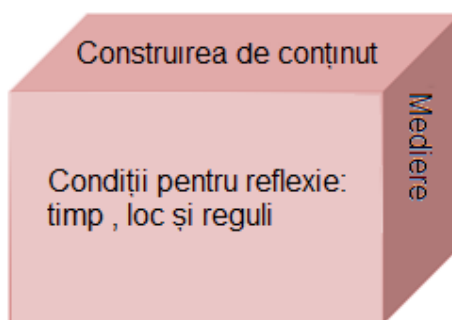 Construirea de conținut
Condiții pentru reflexie:
timp , loc și reguli
Mediere